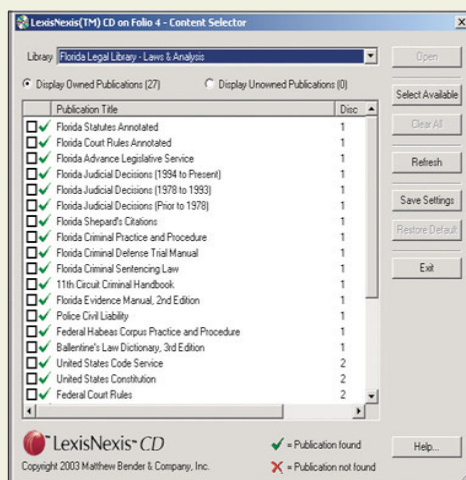 LexisNexis(TM) CD on Folio 4 - Content Selector
Library Florida Legal Library - Laws & Analysis
Open
Display Owned Publications (27) Display Unowned Publications (0)
Select Available
Publication Title Disc
Clear All
Florida Statutes Annotated 1
Florida Court Rules Annotated 1
Florida Advance Legislative Service 1
Refresh
Florida Judicial Decisions (1994 to Present) 1
Florida Judicial Decisions (1978 to 1993) 1
Florida Judicial Decisions (Prior to 1978) 1
Save Settings
Florida Shepard's Citations 1
Florida Criminal Practice and Procedure 1
Restore Default
Florida Criminal Defense Trial Manual 1
Florida Criminal Sentencing Law 1
Exit
11th Circuit Criminal Handbook 1
Florida Evidence Manual, 2nd Edition 1
Police Civil Liability 1
Federal Habeas Corpus Practice and Procedure 1
Ballentine's Law Dictionary, 3rd Edition 1
United States Code Service 2
United States Constitution 2
Federal Court Rules 2
LexisNexis™ CD
= Publication found
Help...
Copyright 2003 Matthew Bender & Company, Inc.
= Publication not found